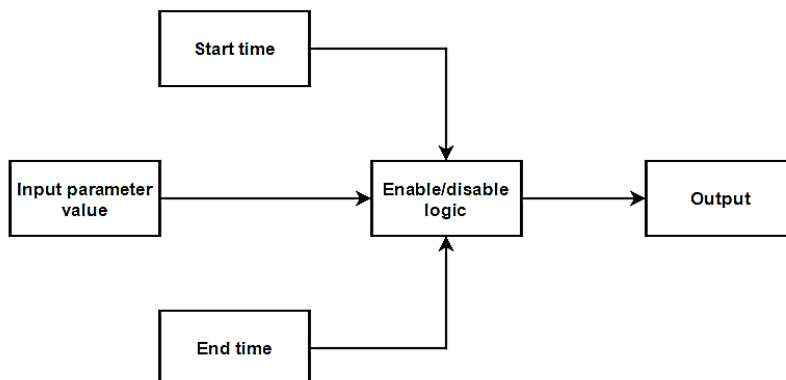 Start time
Input parameter
value
Enable/disable
logic
Output
End time